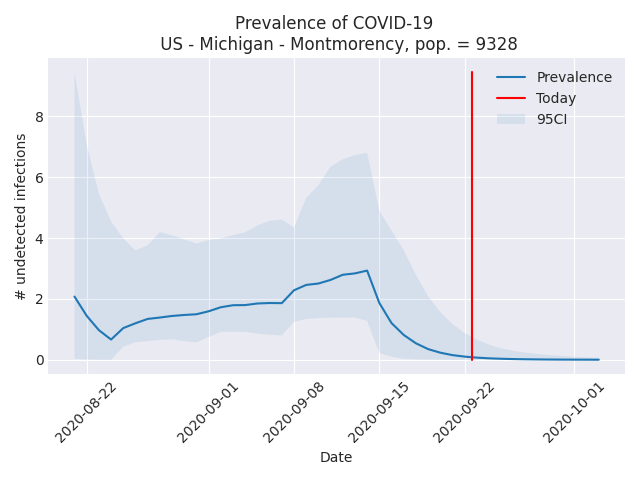 Prevalence of COVID-19
US - Michigan - Montmorency, pop. = 9328
Prevalence
Today
95CI
# undetected infections
8
6
4
2
0
2020-08-22
2020-09-01
2020-09-08
2020-09-15
2020-09-22
2020-10-01
Date